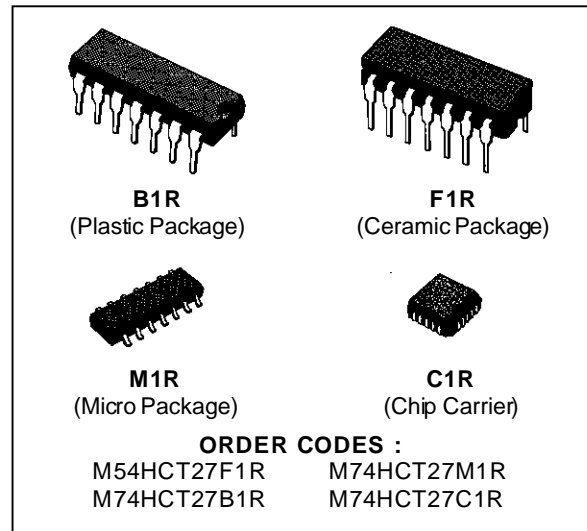 B1R
(Plastic Package)
F1R
(Ceramic Package)
M1R
(Micro Package)
C1R
(Chip Carrier)
ORDER CODES :
M54HCT27F1R M74HCT27M1R
M74HCT27B1R M74HCT27C1R